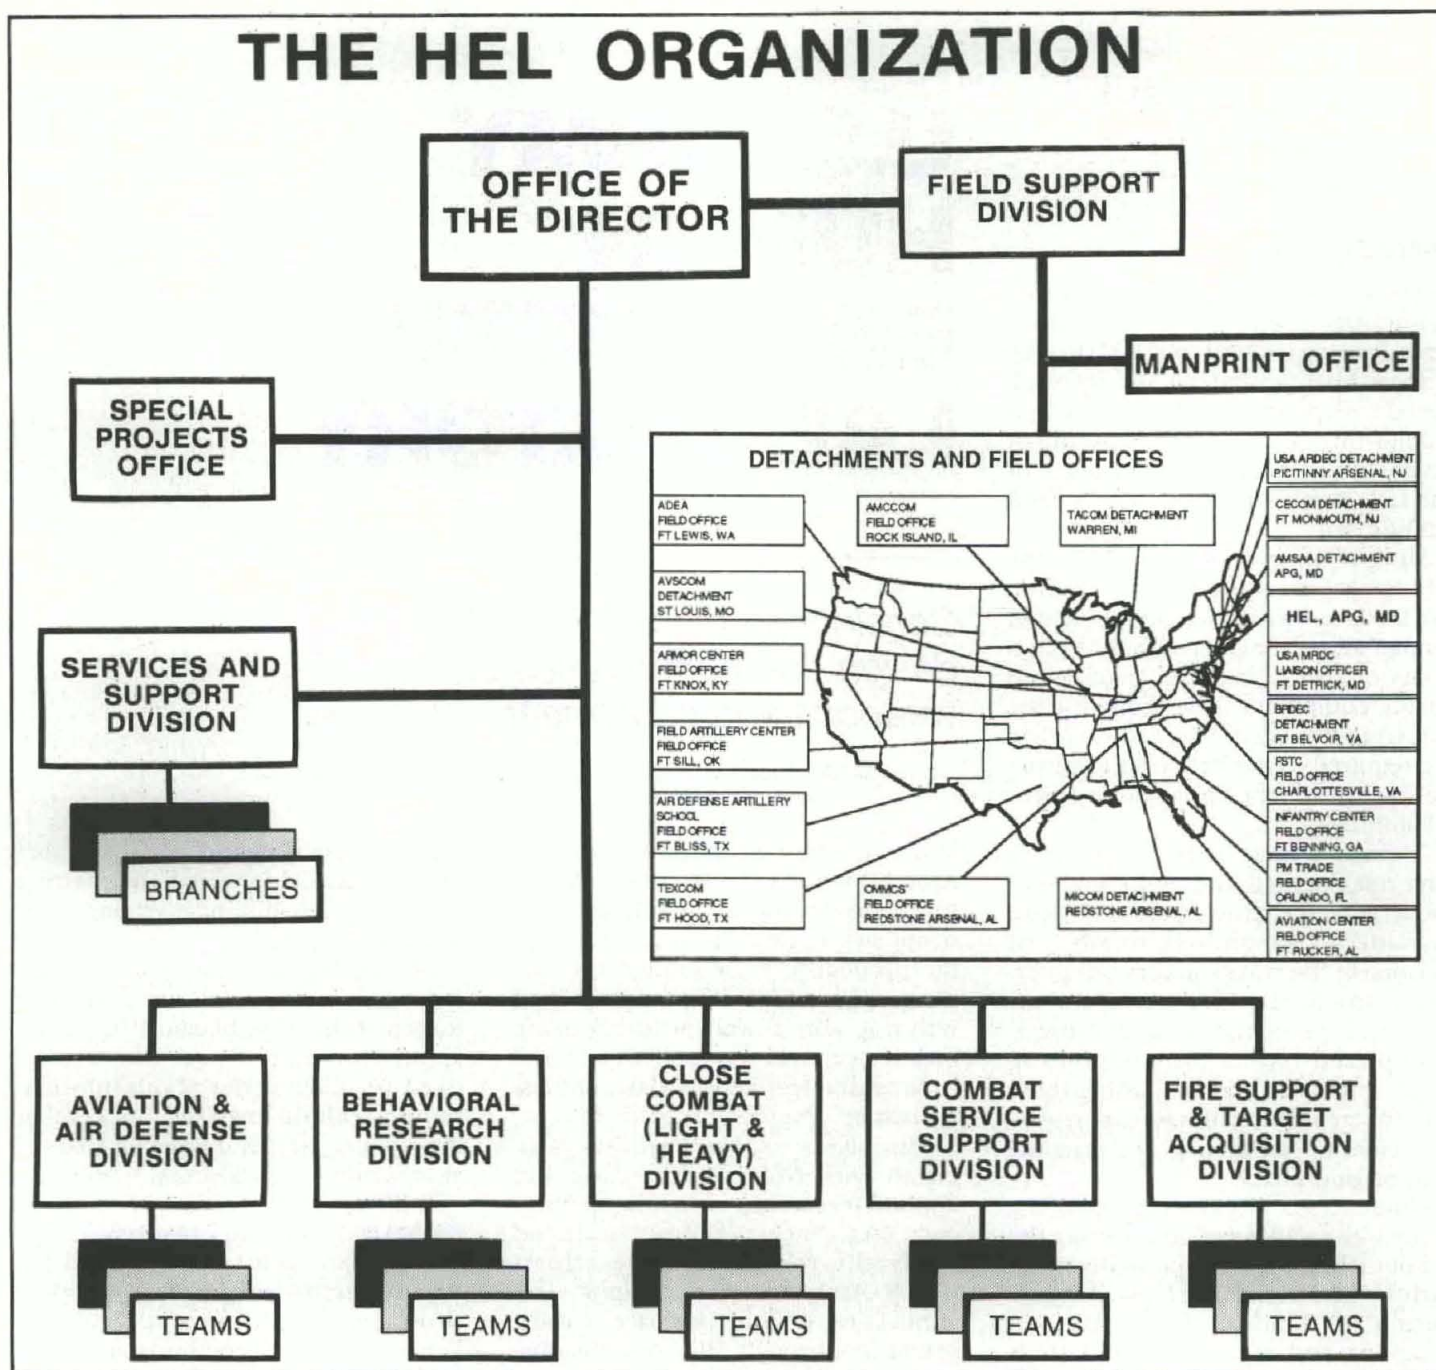 THE HEL ORGANIZATION
OFFICE OF
THE DIRECTOR
FIELD SUPPORT
DIVISION
MANPRINT OFFICE
SPECIAL
PROJECTS
OFFICE
SERVICES AND
SUPPORT
DIVISION
BRANCHES
DETACHMENTS AND FIELD OFFICES
ADEA
FIELD OFFICE
FT LEWIS, WA
AVSCOM
DETACHMENT
ST LOUIS, MO
ARMOR CENTER
FIELD OFFICE
FT KNOX, KY
FIELD ARTILLERY CENTER
FIELD OFFICE
FT SILL, OK
AIR DEFENSE ARTILLERY
SCHOOL
FIELD OFFICE
FT BLISS, TX
TEXCOM
FIELD OFFICE
FT HOOD, TX
AMCCOM
FIELD OFFICE
ROCK ISLAND, IL
TACOM DETACHMENT
WARREN, MI
OMMCS'
FIELD OFFICE
REDSTONE ARSENAL, AL
MICOM DETACHMENT
REDSTONE ARSENAL, AL
USA ARDEC DETACHMENT
PICITINNY ARSENAL, NJ
CECOM DETACHMENT
FT MONMOUTH, NJ
AMSAA DETACHMENT
APG, MD
HEL, APG, MD
USA MRDC
LIAISON OFFICER
FT DETRICK, MD
BRDEC
DETACHMENT
FT BELVOIR, VA
FSTC
FIELD OFFICE
CHARLOTTESVILLE, VA
INFANTRY CENTER
FIELD OFFICE
FT BENNING, GA
PM TRADE
FIELD OFFICE
ORLANDO, FL
AVIATION CENTER
FIELD OFFICE
FT RUCKER, AL
AVIATION &
AIR DEFENSE
DIVISION
TEAMS
BEHAVIORAL
RESEARCH
DIVISION
TEAMS
CLOSE
COMBAT
(LIGHT &
HEAVY)
DIVISION
TEAMS
COMBAT
SERVICE
SUPPORT
DIVISION
TEAMS
FIRE SUPPORT
& TARGET
ACQUISITION
DIVISION
TEAMS